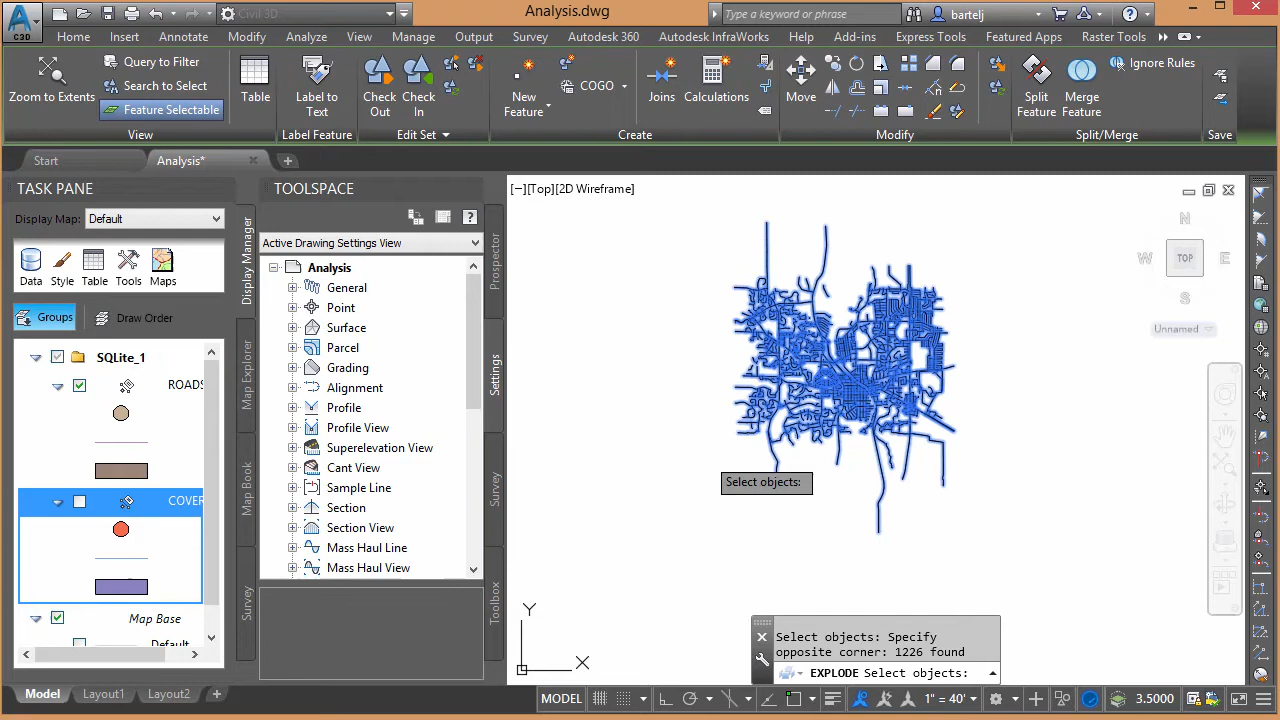 Civil 3D
Analysis.dwg
Type a keyword or phrase
bartelj
A
C3D
Home Insert Annotate Modify Analyze View Manage Output Survey Autodesk 360 Autodesk InfraWorks Help Add-ins Express Tools Featured Apps Raster Tools
Zoom to Extents
Query to Filter
Search to Select
Feature Selectable
View
Table
Label to Text
Label Feature
Check Out
Check In
Edit Set
New Feature
COGO
Create
Joins
Calculations
Move
Modify
Split Feature
Merge Feature
Ignore Rules
Split/Merge
Save
Start
Analysis*
TASK PANE
Display Map: Default
Data Style Table Tools Maps
Groups
Draw Order
SQLite_1
ROADS
COVER
Map Base
Default
Display Manager
Map Explorer
Map Book
Survey
TOOLSPACE
Active Drawing Settings View
Analysis
General
Point
Surface
Parcel
Grading
Alignment
Profile
Profile View
Superelevation View
Cant View
Sample Line
Section
Section View
Mass Haul Line
Mass Haul View
Prospector
Settings
Survey
Toolbox
[−][Top][2D Wireframe]
N
W TOP E
S
Unnamed
Select objects:
Y
X
Select objects: Specify
opposite corner: 1226 found
EXPLODE Select objects:
Model Layout1 Layout2
MODEL
1" = 40'
3.5000